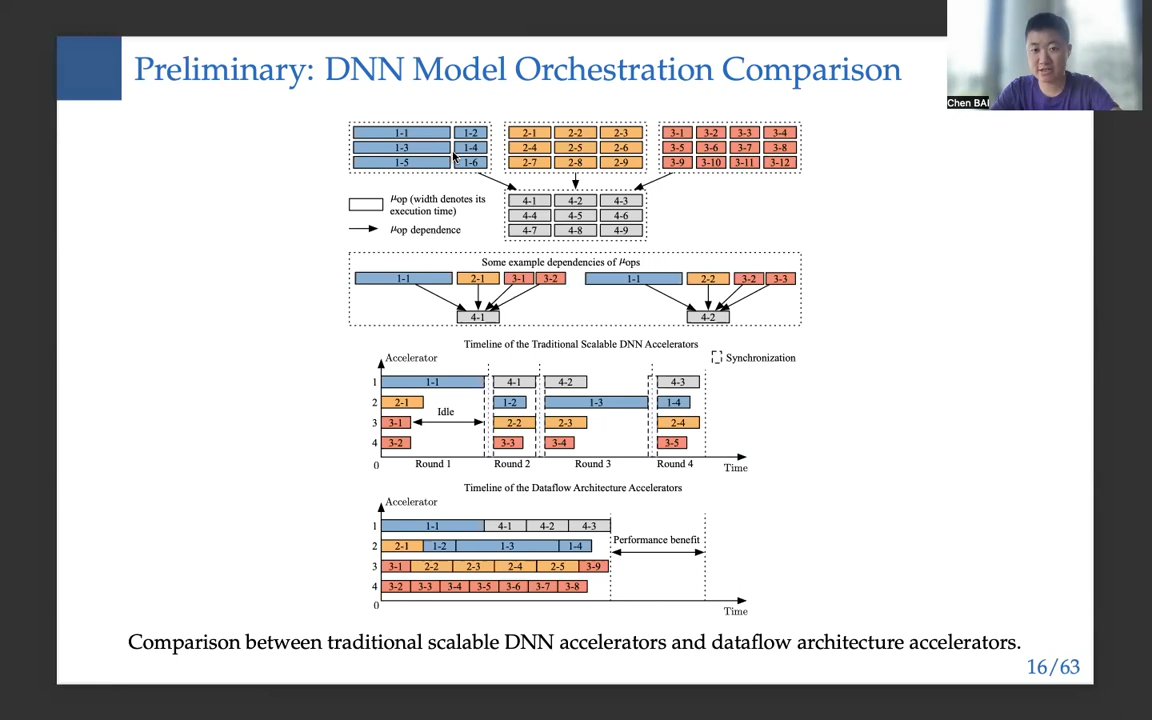 Preliminary: DNN Model Orchestration Comparison
Chen BAI
1-1 1-2 2-1 2-2 2-3 3-1 3-2 3-3 3-4
1-3 1-4 2-4 2-5 2-6 3-5 3-6 3-7 3-8
1-5 1-6 2-7 2-8 2-9 3-9 3-10 3-11 3-12
μop (width denotes its
execution time)
μop dependence
4-1 4-2 4-3
4-4 4-5 4-6
4-7 4-8 4-9
Some example dependencies of μops
1-1 2-1 3-1 3-2 1-1 2-2 3-2 3-3
4-1 4-2
Timeline of the Traditional Scalable DNN Accelerators
Accelerator
Synchronization
1 1-1 4-1 4-2 4-3
2 2-1 1-2 1-3 1-4
Idle
3 3-1 2-2 2-3 2-4
4 3-2 3-3 3-4 3-5
0 Round 1 Round 2 Round 3 Round 4 Time
Timeline of the Dataflow Architecture Accelerators
Accelerator
1 1-1 4-1 4-2 4-3
Performance benefit
2 2-1 1-2 1-3 1-4
3 3-1 2-2 2-3 2-4 2-5 3-9
4 3-2 3-3 3-4 3-5 3-6 3-7 3-8
0 Time
Comparison between traditional scalable DNN accelerators and dataflow architecture accelerators.
16/63